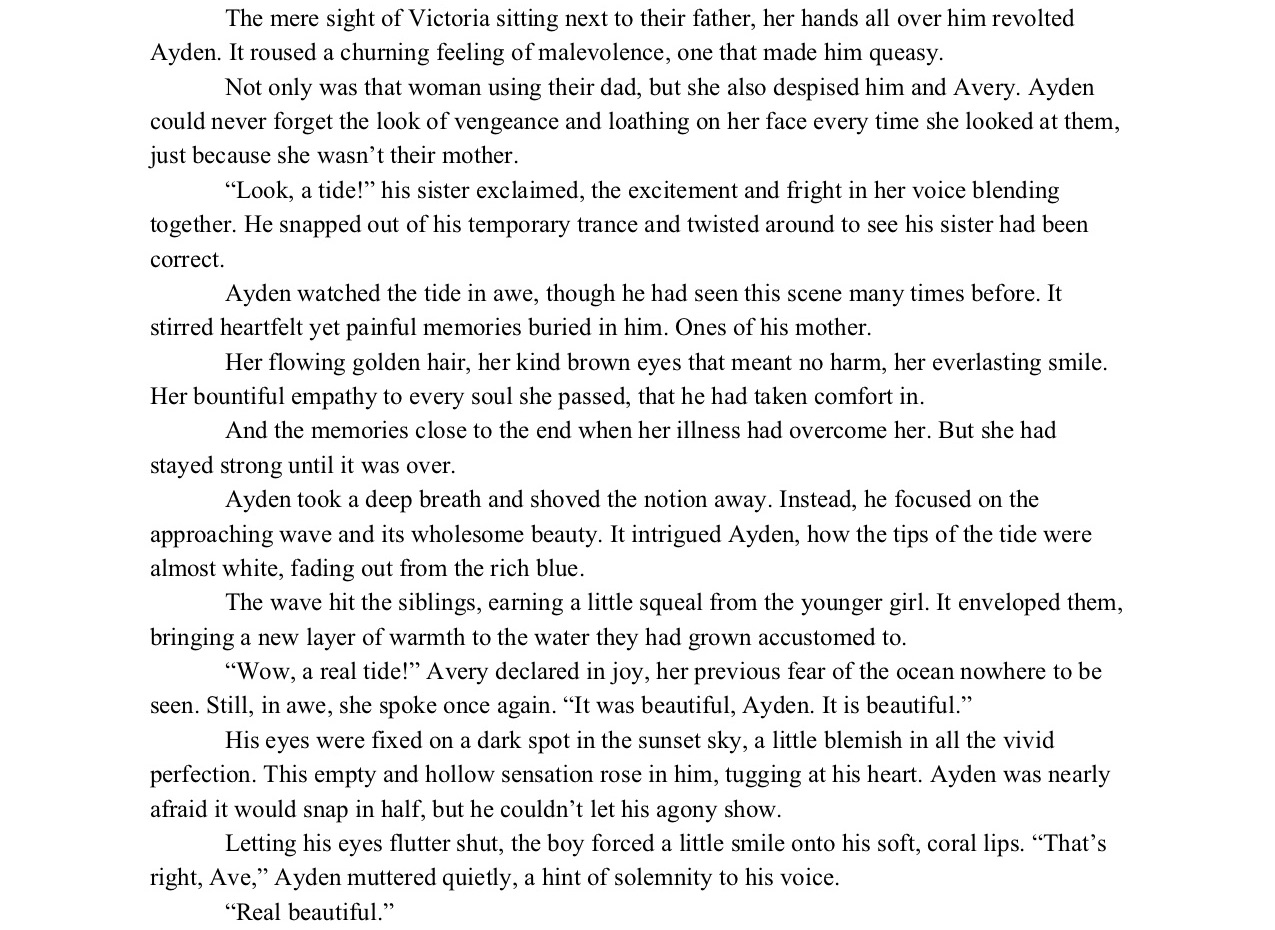 The mere sight of Victoria sitting next to their father, her hands all over him revolted
Ayden. It roused a churning feeling of malevolence, one that made him queasy.
Not only was that woman using their dad, but she also despised him and Avery. Ayden
could never forget the look of vengeance and loathing on her face every time she looked at them,
just because she wasn’t their mother.
“Look, a tide!” his sister exclaimed, the excitement and fright in her voice blending
together. He snapped out of his temporary trance and twisted around to see his sister had been
correct.
Ayden watched the tide in awe, though he had seen this scene many times before. It
stirred heartfelt yet painful memories buried in him. Ones of his mother.
Her flowing golden hair, her kind brown eyes that meant no harm, her everlasting smile.
Her bountiful empathy to every soul she passed, that he had taken comfort in.
And the memories close to the end when her illness had overcome her. But she had
stayed strong until it was over.
Ayden took a deep breath and shoved the notion away. Instead, he focused on the
approaching wave and its wholesome beauty. It intrigued Ayden, how the tips of the tide were
almost white, fading out from the rich blue.
The wave hit the siblings, earning a little squeal from the younger girl. It enveloped them,
bringing a new layer of warmth to the water they had grown accustomed to.
“Wow, a real tide!” Avery declared in joy, her previous fear of the ocean nowhere to be
seen. Still, in awe, she spoke once again. “It was beautiful, Ayden. It is beautiful.”
His eyes were fixed on a dark spot in the sunset sky, a little blemish in all the vivid
perfection. This empty and hollow sensation rose in him, tugging at his heart. Ayden was nearly
afraid it would snap in half, but he couldn’t let his agony show.
Letting his eyes flutter shut, the boy forced a little smile onto his soft, coral lips. “That’s
right, Ave,” Ayden muttered quietly, a hint of solemnity to his voice.
“Real beautiful.”